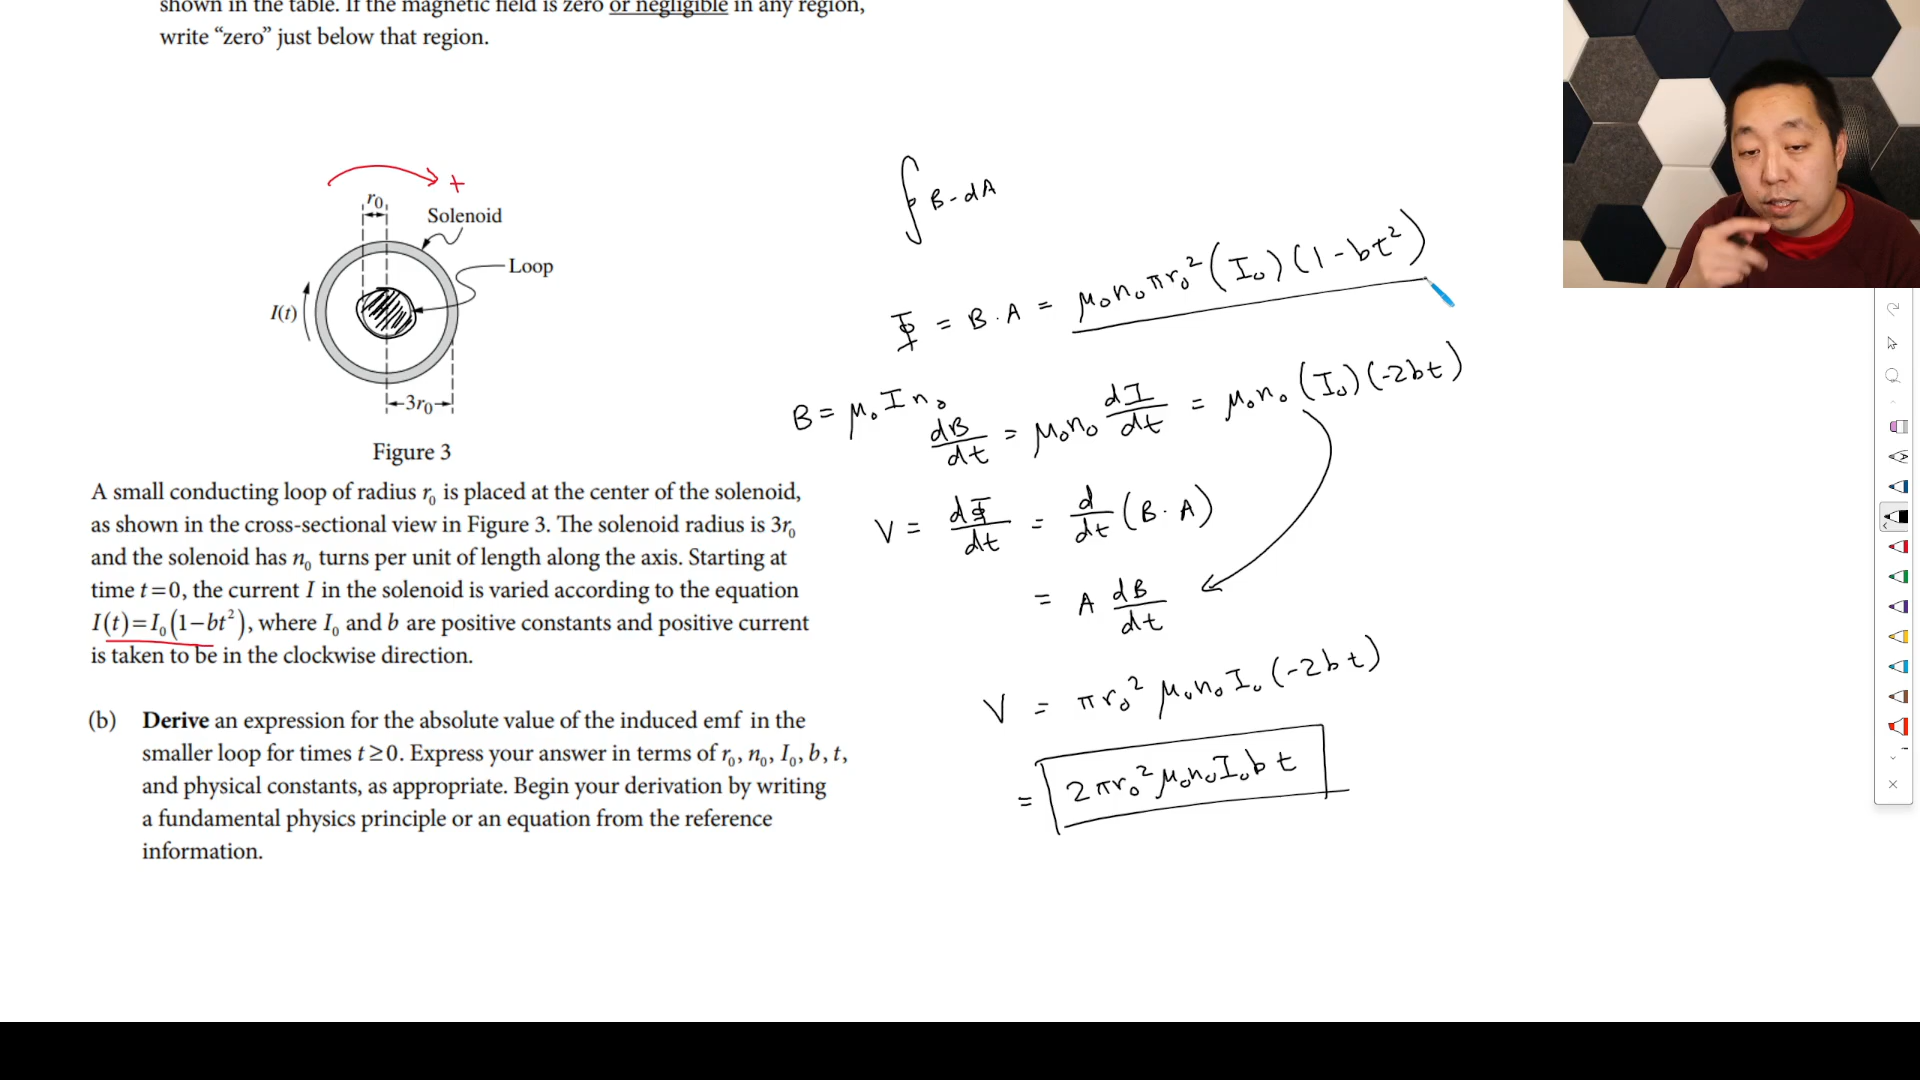 shown in the table. If the magnetic field is zero or negligible in any region,
write “zero” just below that region.
+
r₀
Solenoid
Loop
I(t)
3r₀
Figure 3
A small conducting loop of radius r₀ is placed at the center of the solenoid,
as shown in the cross-sectional view in Figure 3. The solenoid radius is 3r₀
and the solenoid has n₀ turns per unit of length along the axis. Starting at
time t=0, the current I in the solenoid is varied according to the equation
I(t)=I₀(1−bt²), where I₀ and b are positive constants and positive current
is taken to be in the clockwise direction.
(b) Derive an expression for the absolute value of the induced emf in the
smaller loop for times t≥0. Express your answer in terms of r₀, n₀, I₀, b, t,
and physical constants, as appropriate. Begin your derivation by writing
a fundamental physics principle or an equation from the reference
information.
∮ B·dA
Φ = B·A = μ₀n₀πr₀²(I₀)(1−bt²)
B = μ₀In₀
dB/dt = μ₀n₀ dI/dt = μ₀n₀(I₀)(−2bt)
V = dΦ/dt = d/dt (B·A)
= A dB/dt
V = πr₀² μ₀n₀I₀(−2bt)
= 2πr₀²μ₀n₀I₀bt